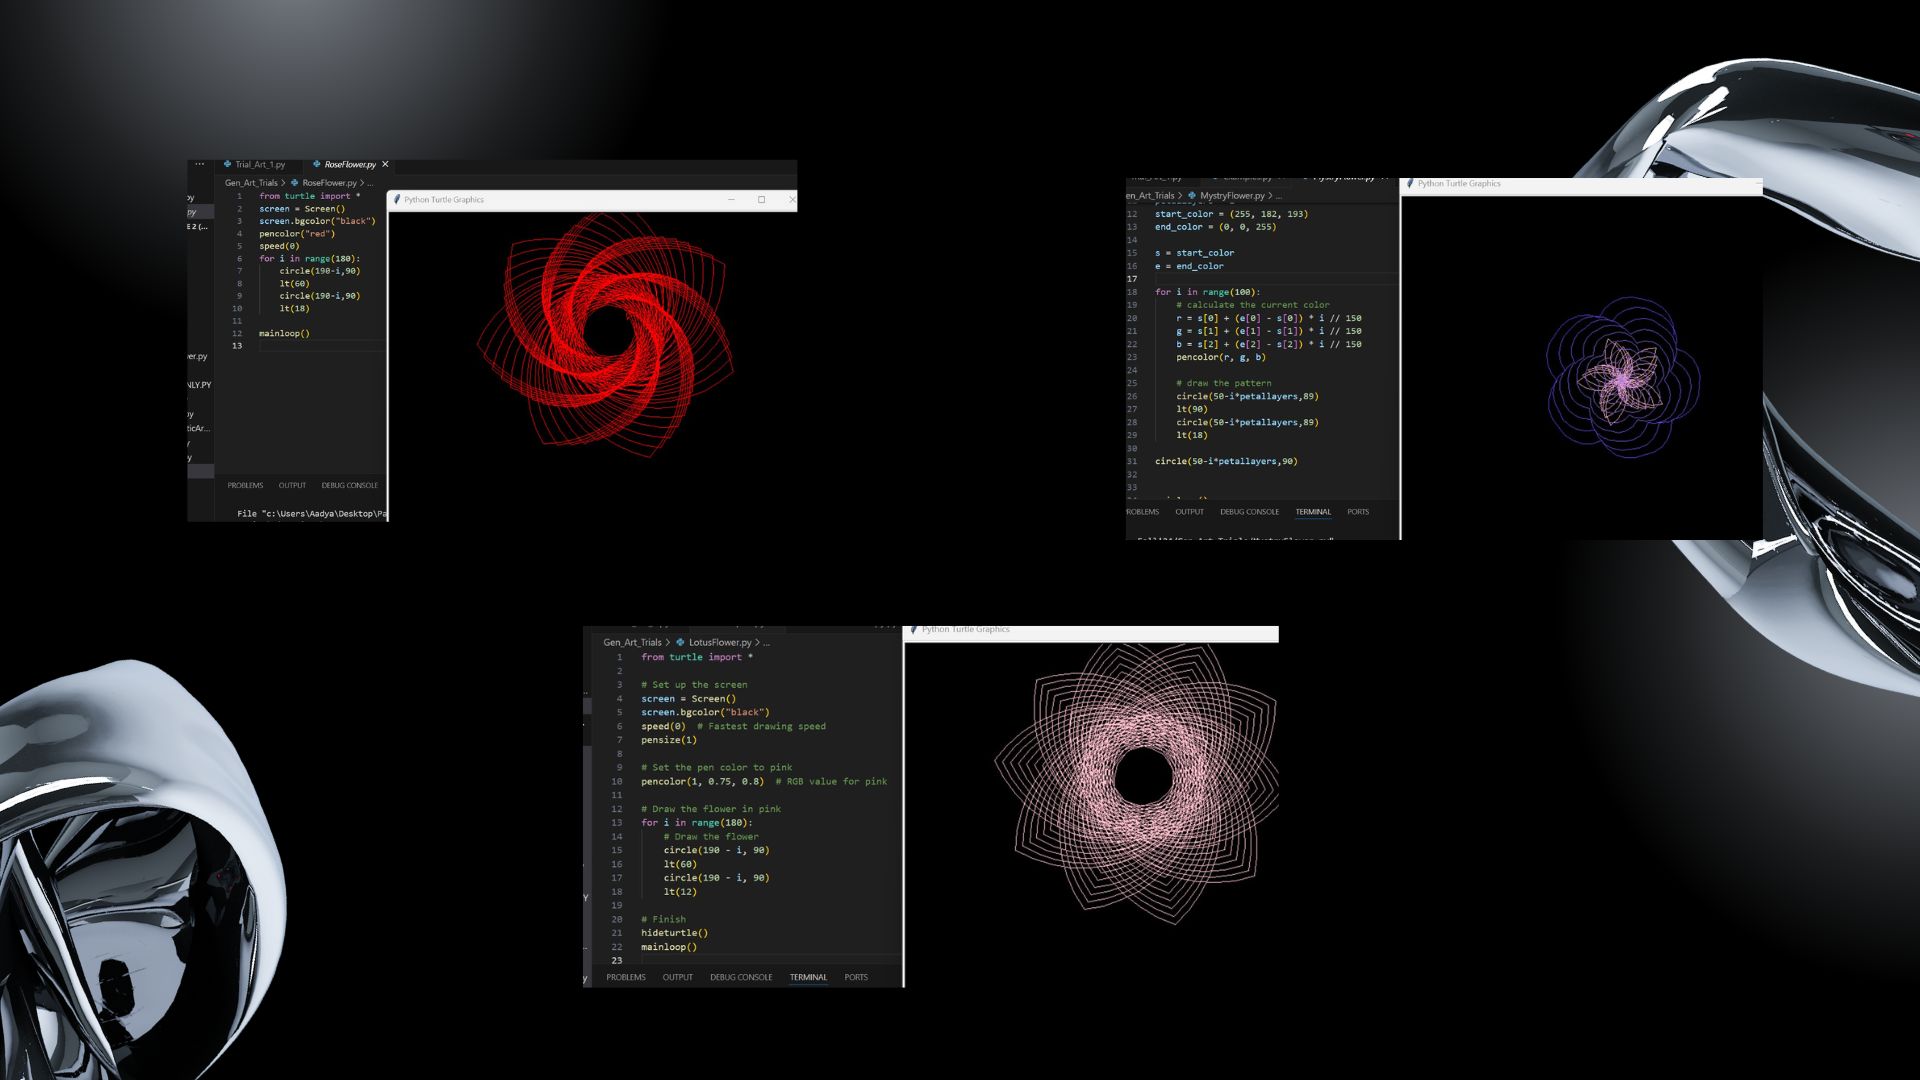 Trial_Art_1.py
RoseFlower.py
Gen_Art_Trials > RoseFlower.py > ...
1 from turtle import *
2 screen = Screen()
3 screen.bgcolor("black")
4 pencolor("red")
5 speed(0)
6 for i in range(180):
7 circle(190-i,90)
8 lt(60)
9 circle(190-i,90)
10 lt(18)
11
12 mainloop()
13
py
py
E 2 (...
er.py
NLY.PY
py
ticAr...
y
PROBLEMS OUTPUT DEBUG CONSOLE
File "c:\Users\Aadya\Desktop\Pa
Python Turtle Graphics
MystryFlower.py
en_Art_Trials > MystryFlower.py > ...
12 start_color = (255, 182, 193)
13 end_color = (0, 0, 255)
14
15 s = start_color
16 e = end_color
17
18 for i in range(100):
19 # calculate the current color
20 r = s[0] + (e[0] - s[0]) * i // 150
21 g = s[1] + (e[1] - s[1]) * i // 150
22 b = s[2] + (e[2] - s[2]) * i // 150
23 pencolor(r, g, b)
24
25 # draw the pattern
26 circle(50-i*petallayers,89)
27 lt(90)
28 circle(50-i*petallayers,89)
29 lt(18)
30
31 circle(50-i*petallayers,90)
32
33
ROBLEMS OUTPUT DEBUG CONSOLE TERMINAL PORTS
Python Turtle Graphics
Gen_Art_Trials > LotusFlower.py > ...
1 from turtle import *
2
3 # Set up the screen
4 screen = Screen()
5 screen.bgcolor("black")
6 speed(0) # Fastest drawing speed
7 pensize(1)
8
9 # Set the pen color to pink
10 pencolor(1, 0.75, 0.8) # RGB value for pink
11
12 # Draw the flower in pink
13 for i in range(180):
14 # Draw the flower
15 circle(190 - i, 90)
16 lt(60)
17 circle(190 - i, 90)
18 lt(12)
19
20 # Finish
21 hideturtle()
22 mainloop()
23
PROBLEMS OUTPUT DEBUG CONSOLE TERMINAL PORTS
Python Turtle Graphics